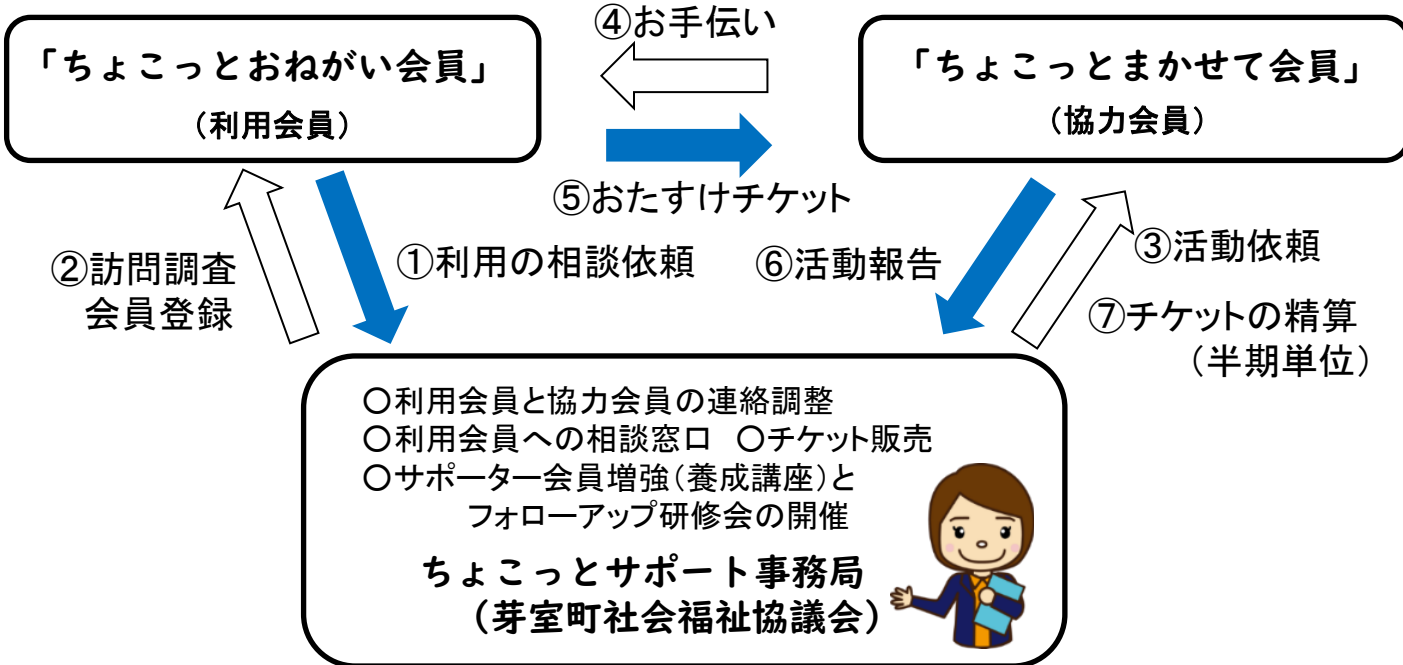 ④お手伝い
「ちょこっとおねがい会員」
(利用会員)
「ちょこっとまかせて会員」
(協力会員)
⑤おたすけチケット
②訪問調査
会員登録
①利用の相談依頼
⑥活動報告
③活動依頼
⑦チケットの精算
(半期単位)
〇利用会員と協力会員の連絡調整
〇利用会員への相談窓口 〇チケット販売
〇サポーター会員増強(養成講座)と
フォローアップ研修会の開催
ちょこっとサポート事務局
(芽室町社会福祉協議会)